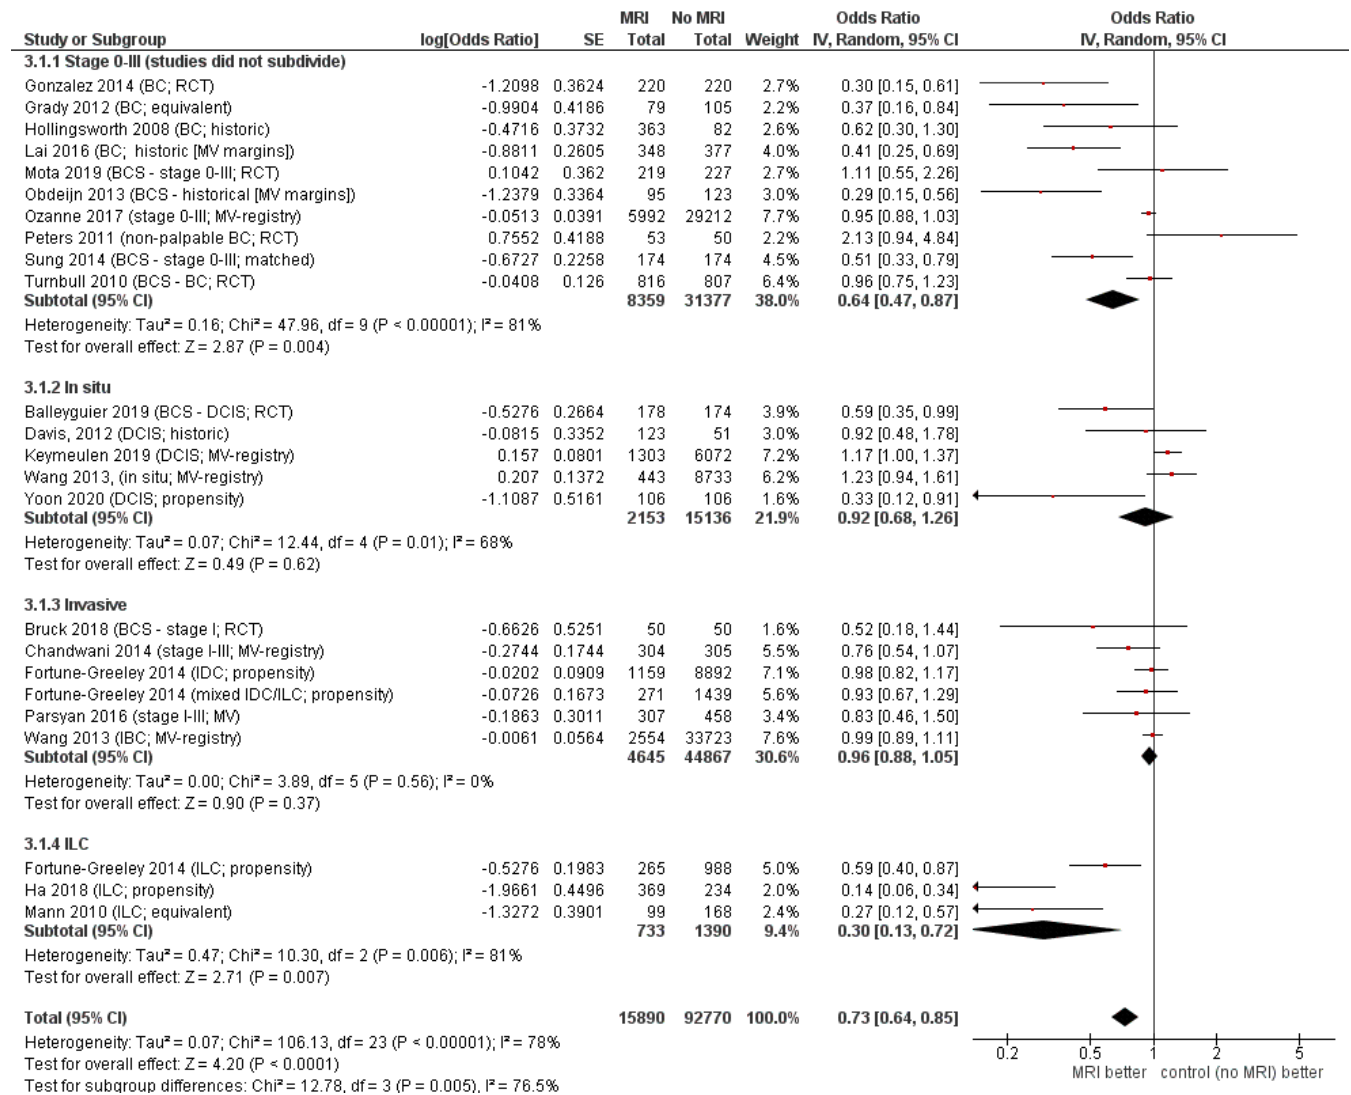 MRI No MRI Odds Ratio Odds Ratio
Study or Subgroup log[Odds Ratio] SE Total Total Weight IV, Random, 95% CI IV, Random, 95% CI
3.1.1 Stage 0-III (studies did not subdivide)
Gonzalez 2014 (BC; RCT) -1.2098 0.3624 220 220 2.7% 0.30 [0.15, 0.61]
Grady 2012 (BC; equivalent) -0.9904 0.4186 79 105 2.2% 0.37 [0.16, 0.84]
Hollingsworth 2008 (BC; historic) -0.4716 0.3732 363 82 2.6% 0.62 [0.30, 1.30]
Lai 2016 (BC; historic [MV margins]) -0.8811 0.2605 348 377 4.0% 0.41 [0.25, 0.69]
Mota 2019 (BCS - stage 0-III; RCT) 0.1042 0.362 219 227 2.7% 1.11 [0.55, 2.26]
Obdeijn 2013 (BCS - historical [MV margins]) -1.2379 0.3364 95 123 3.0% 0.29 [0.15, 0.56]
Ozanne 2017 (stage 0-III; MV-registry) -0.0513 0.0391 5992 29212 7.7% 0.95 [0.88, 1.03]
Peters 2011 (non-palpable BC; RCT) 0.7552 0.4188 53 50 2.2% 2.13 [0.94, 4.84]
Sung 2014 (BCS - stage 0-III; matched) -0.6727 0.2258 174 174 4.5% 0.51 [0.33, 0.79]
Turnbull 2010 (BCS - BC; RCT) -0.0408 0.126 816 807 6.4% 0.96 [0.75, 1.23]
Subtotal (95% CI) 8359 31377 38.0% 0.64 [0.47, 0.87]
Heterogeneity: Tau² = 0.16; Chi² = 47.96, df = 9 (P < 0.00001); I² = 81%
Test for overall effect: Z = 2.87 (P = 0.004)
3.1.2 In situ
Balleyguier 2019 (BCS - DCIS; RCT) -0.5276 0.2664 178 174 3.9% 0.59 [0.35, 0.99]
Davis, 2012 (DCIS; historic) -0.0815 0.3352 123 51 3.0% 0.92 [0.48, 1.78]
Keymeulen 2019 (DCIS; MV-registry) 0.157 0.0801 1303 6072 7.2% 1.17 [1.00, 1.37]
Wang 2013, (in situ; MV-registry) 0.207 0.1372 443 8733 6.2% 1.23 [0.94, 1.61]
Yoon 2020 (DCIS; propensity) -1.1087 0.5161 106 106 1.6% 0.33 [0.12, 0.91]
Subtotal (95% CI) 2153 15136 21.9% 0.92 [0.68, 1.26]
Heterogeneity: Tau² = 0.07; Chi² = 12.44, df = 4 (P = 0.01); I² = 68%
Test for overall effect: Z = 0.49 (P = 0.62)
3.1.3 Invasive
Bruck 2018 (BCS - stage I; RCT) -0.6626 0.5251 50 50 1.6% 0.52 [0.18, 1.44]
Chandwani 2014 (stage I-III; MV-registry) -0.2744 0.1744 304 305 5.5% 0.76 [0.54, 1.07]
Fortune-Greeley 2014 (IDC; propensity) -0.0202 0.0909 1159 8892 7.1% 0.98 [0.82, 1.17]
Fortune-Greeley 2014 (mixed IDC/ILC; propensity) -0.0726 0.1673 271 1439 5.6% 0.93 [0.67, 1.29]
Parsyan 2016 (stage I-III; MV) -0.1863 0.3011 307 458 3.4% 0.83 [0.46, 1.50]
Wang 2013 (IBC; MV-registry) -0.0061 0.0564 2554 33723 7.6% 0.99 [0.89, 1.11]
Subtotal (95% CI) 4645 44867 30.6% 0.96 [0.88, 1.05]
Heterogeneity: Tau² = 0.00; Chi² = 3.89, df = 5 (P = 0.56); I² = 0%
Test for overall effect: Z = 0.90 (P = 0.37)
3.1.4 ILC
Fortune-Greeley 2014 (ILC; propensity) -0.5276 0.1983 265 988 5.0% 0.59 [0.40, 0.87]
Ha 2018 (ILC; propensity) -1.9661 0.4496 369 234 2.0% 0.14 [0.06, 0.34]
Mann 2010 (ILC; equivalent) -1.3272 0.3901 99 168 2.4% 0.27 [0.12, 0.57]
Subtotal (95% CI) 733 1390 9.4% 0.30 [0.13, 0.72]
Heterogeneity: Tau² = 0.47; Chi² = 10.30, df = 2 (P = 0.006); I² = 81%
Test for overall effect: Z = 2.71 (P = 0.007)
Total (95% CI) 15890 92770 100.0% 0.73 [0.64, 0.85]
Heterogeneity: Tau² = 0.07; Chi² = 106.13, df = 23 (P < 0.00001); I² = 78%
Test for overall effect: Z = 4.20 (P < 0.0001)
Test for subgroup differences: Chi² = 12.78, df = 3 (P = 0.005), I² = 76.5%
0.2 0.5 1 2 5
MRI better control (no MRI) better